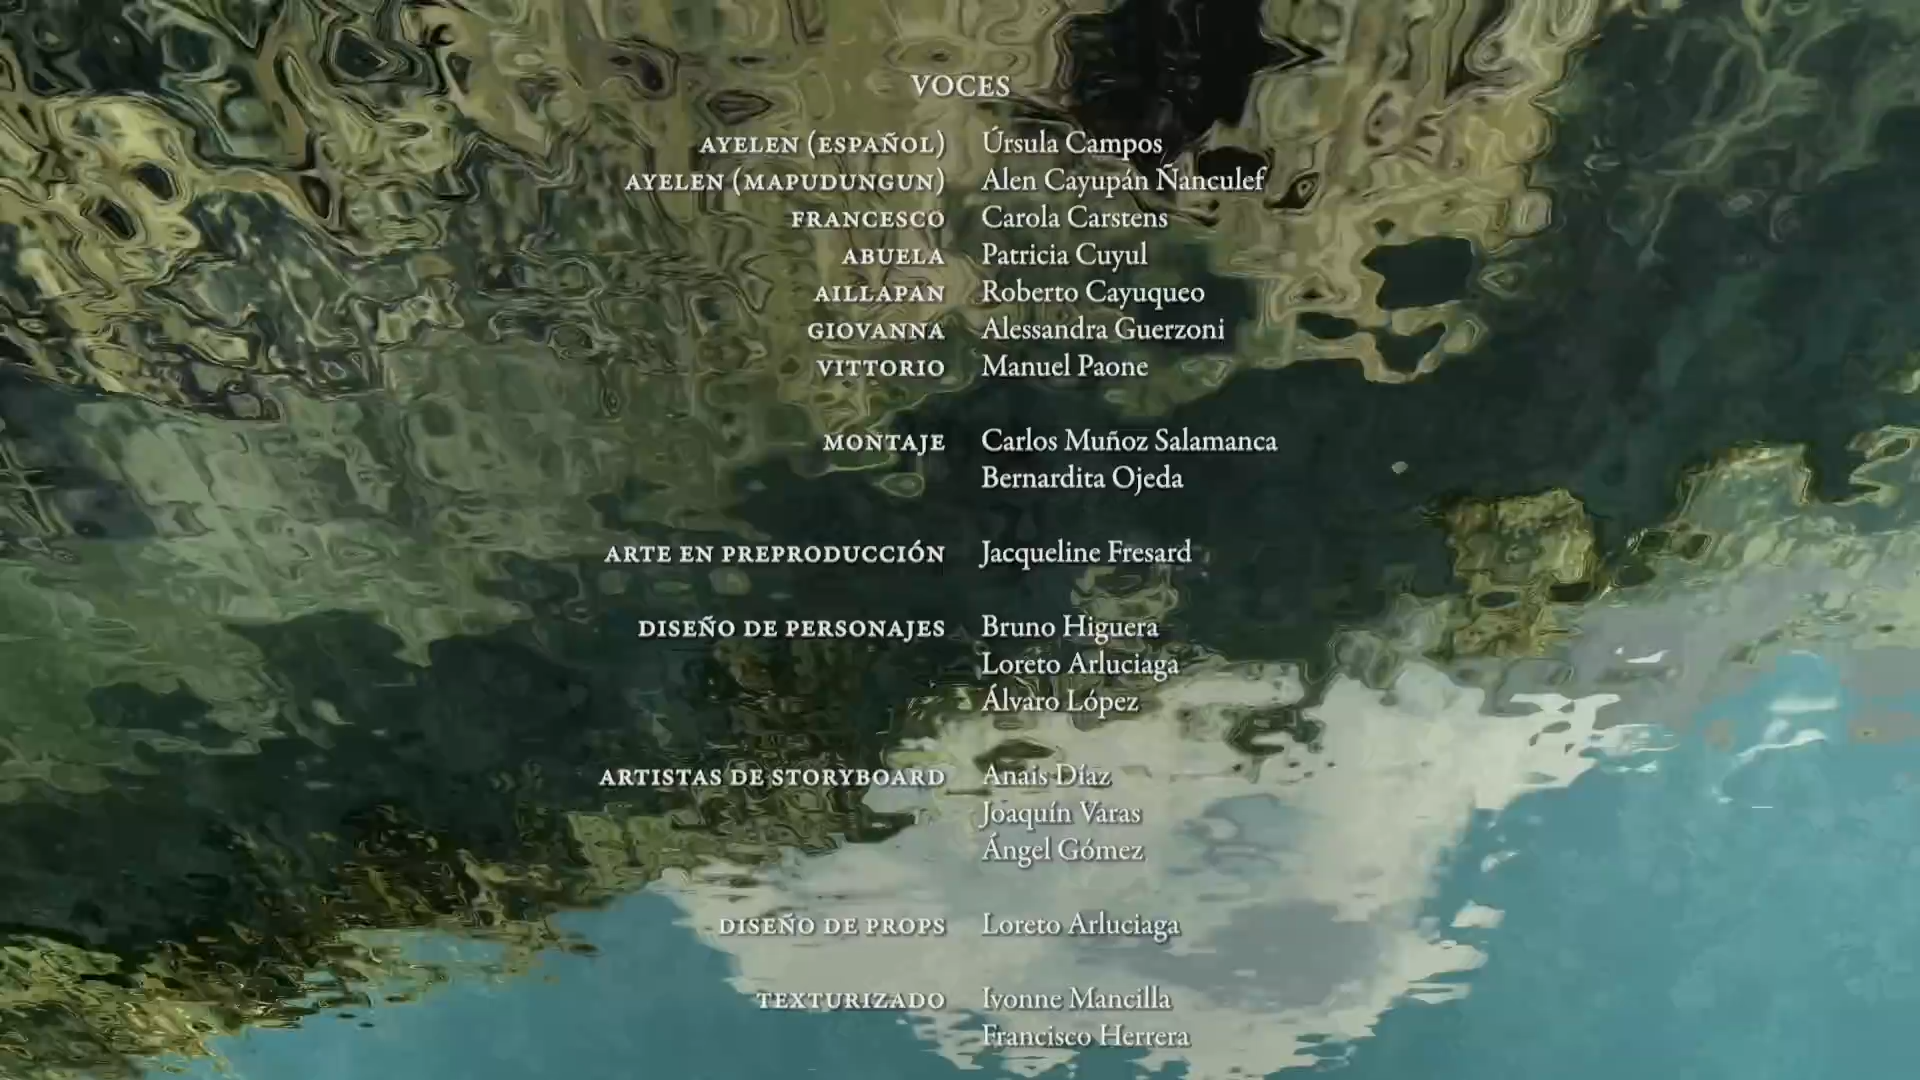 VOCES
AYELEN (ESPAÑOL) Úrsula Campos
AYELEN (MAPUDUNGUN) Alen Cayupán Ñanculef
FRANCESCO Carola Carstens
ABUELA Patricia Cuyul
AILLAPAN Roberto Cayuqueo
GIOVANNA Alessandra Guerzoni
VITTORIO Manuel Paone
MONTAJE Carlos Muñoz Salamanca
Bernardita Ojeda
ARTE EN PREPRODUCCIÓN Jacqueline Fresard
DISEÑO DE PERSONAJES Bruno Higuera
Loreto Arluciaga
Álvaro López
ARTISTAS DE STORYBOARD Anais Díaz
Joaquín Varas
Ángel Gómez
DISEÑO DE PROPS Loreto Arluciaga
TEXTURIZADO Ivonne Mancilla
Francisco Herrera